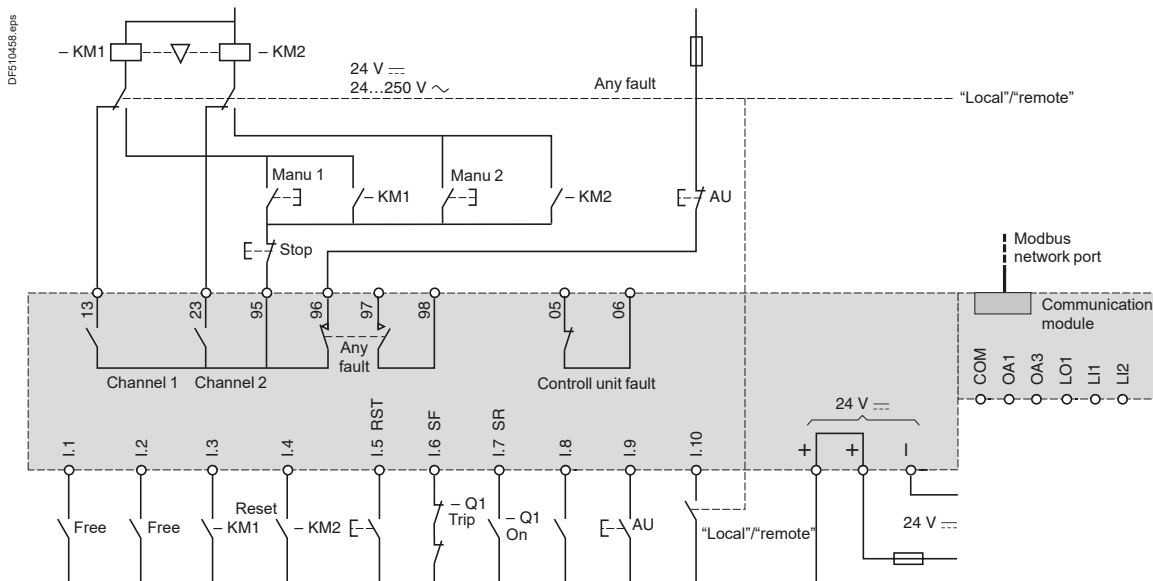 DF510458.eps
– KM1
– KM2
24 V ⎓
24...250 V ∼
Any fault
“Local”/“remote”
Manu 1
– KM1
Manu 2
– KM2
AU
Stop
Modbus
network port
13
23
95
96
97
98
05
06
Communication
module
Any
fault
Channel 1
Channel 2
Controll unit fault
COM
OA1
OA3
LO1
LI1
LI2
24 V ⎓
I.1
I.2
I.3
I.4
I.5 RST
I.6 SF
I.7 SR
I.8
I.9
I.10
+
+
I
Free
Free
– KM1
Reset
– KM2
– Q1
Trip
– Q1
On
AU
“Local”/“remote”
24 V ⎓